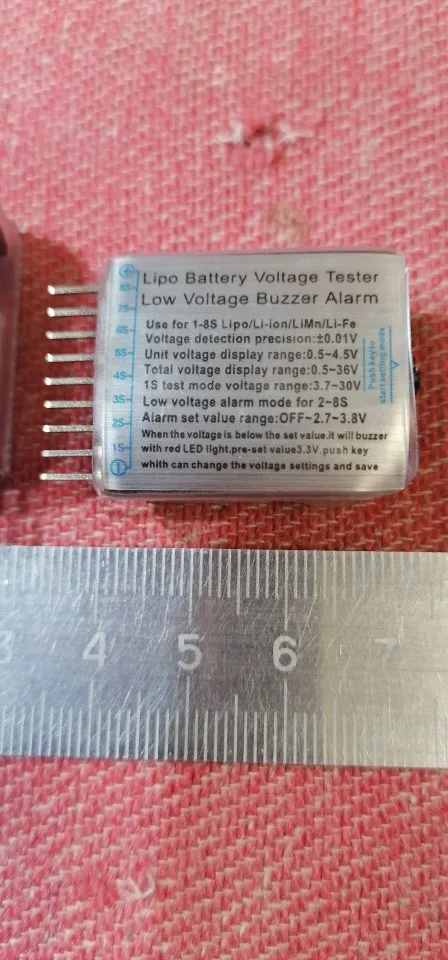 Lipo Battery Voltage Tester
Low Voltage Buzzer Alarm
Use for 1-8S Lipo/Li-ion/LiMn/Li-Fe
Voltage detection precision:±0.01V
Unit voltage display range:0.5~4.5V
Total voltage display range:0.5~36V
1S test mode voltage range:3.7~30V
Low voltage alarm mode for 2~8S
Alarm set value range:OFF~2.7~3.8V
When the voltage is below the set value.it will buzzer
with red LED light.pre-set value3.3V.push key
whith can change the voltage settings and save
Push key to
start setting mode
+
8S
7S
6S
5S
4S
3S
2S
1S
-
3 4 5 6 7